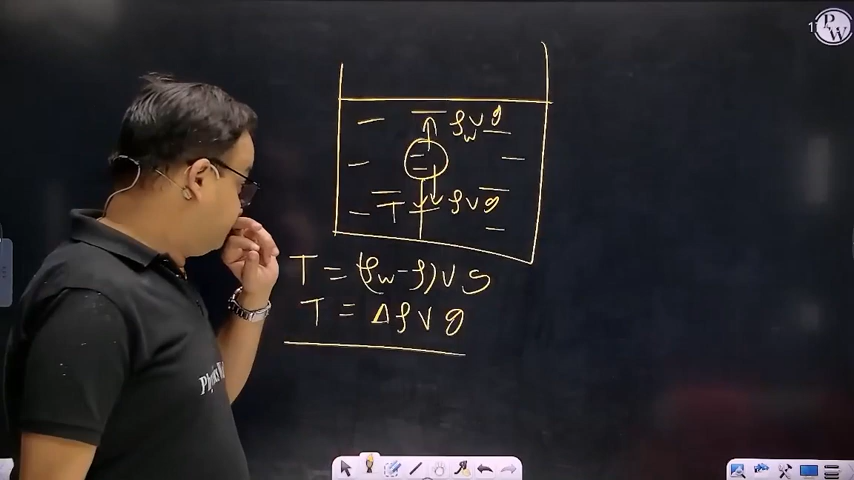 PW
ρ_w v g
T ρ v g
T = (ρ_w - ρ) v g
T = Δρ v g